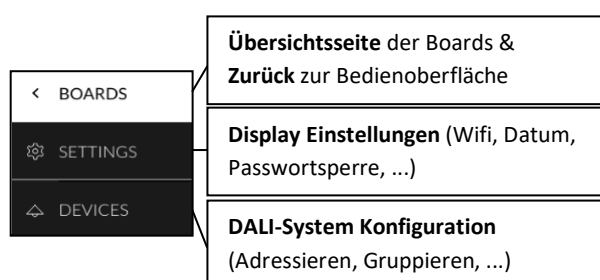 Übersichtsseite der Boards &
Zurück zur Bedienoberfläche
< BOARDS
Display Einstellungen (Wifi, Datum,
Passwortsperre, ...)
SETTINGS
DALI-System Konfiguration
(Adressieren, Gruppieren, ...)
DEVICES